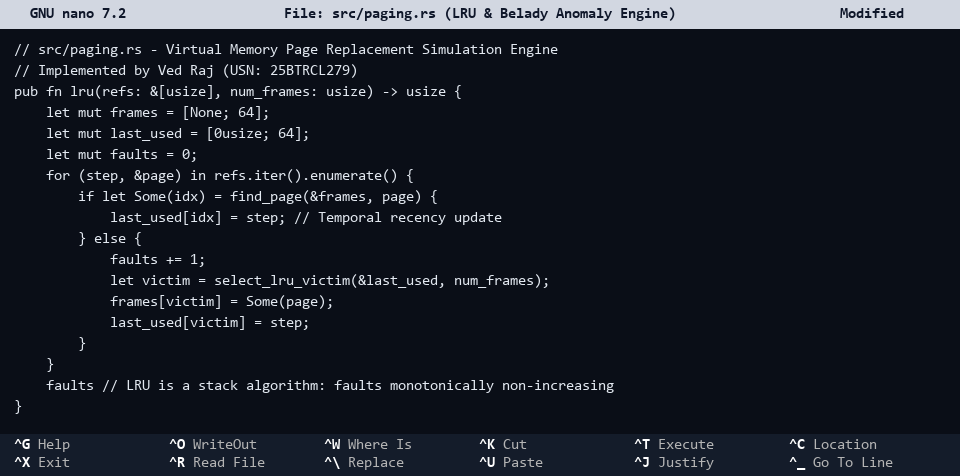 GNU nano 7.2 File: src/paging.rs (LRU & Belady Anomaly Engine) Modified
// src/paging.rs - Virtual Memory Page Replacement Simulation Engine
// Implemented by Ved Raj (USN: 25BTRCL279)
pub fn lru(refs: &[usize], num_frames: usize) -> usize {
    let mut frames = [None; 64];
    let mut last_used = [0usize; 64];
    let mut faults = 0;
    for (step, &page) in refs.iter().enumerate() {
        if let Some(idx) = find_page(&frames, page) {
            last_used[idx] = step; // Temporal recency update
        } else {
            faults += 1;
            let victim = select_lru_victim(&last_used, num_frames);
            frames[victim] = Some(page);
            last_used[victim] = step;
        }
    }
    faults // LRU is a stack algorithm: faults monotonically non-increasing
}
^G Help ^O WriteOut ^W Where Is ^K Cut ^T Execute ^C Location
^X Exit ^R Read File ^\ Replace ^U Paste ^J Justify ^_ Go To Line